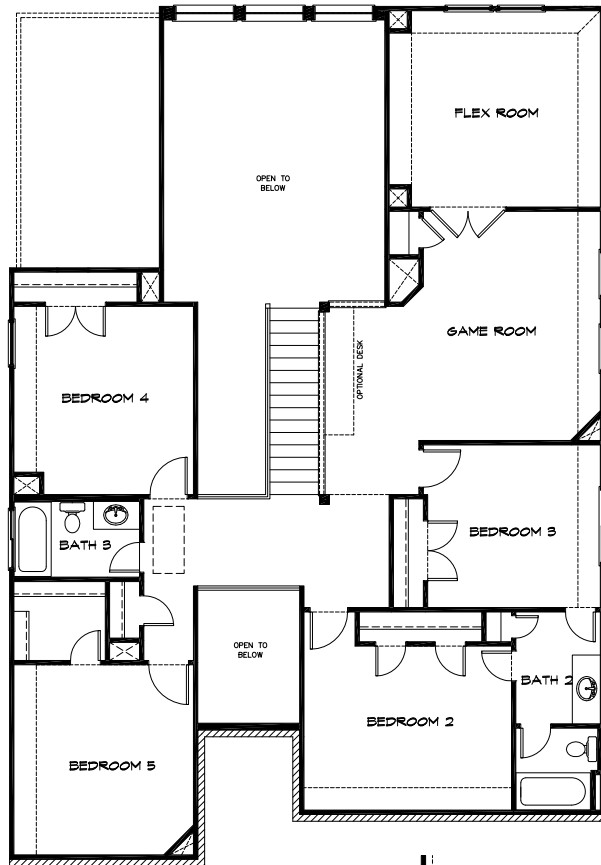 FLEX ROOM
OPEN TO
BELOW
GAME ROOM
OPTIONAL DESK
BEDROOM 4
BEDROOM 3
BATH 3
OPEN TO
BELOW
BATH 2
BEDROOM 2
BEDROOM 5